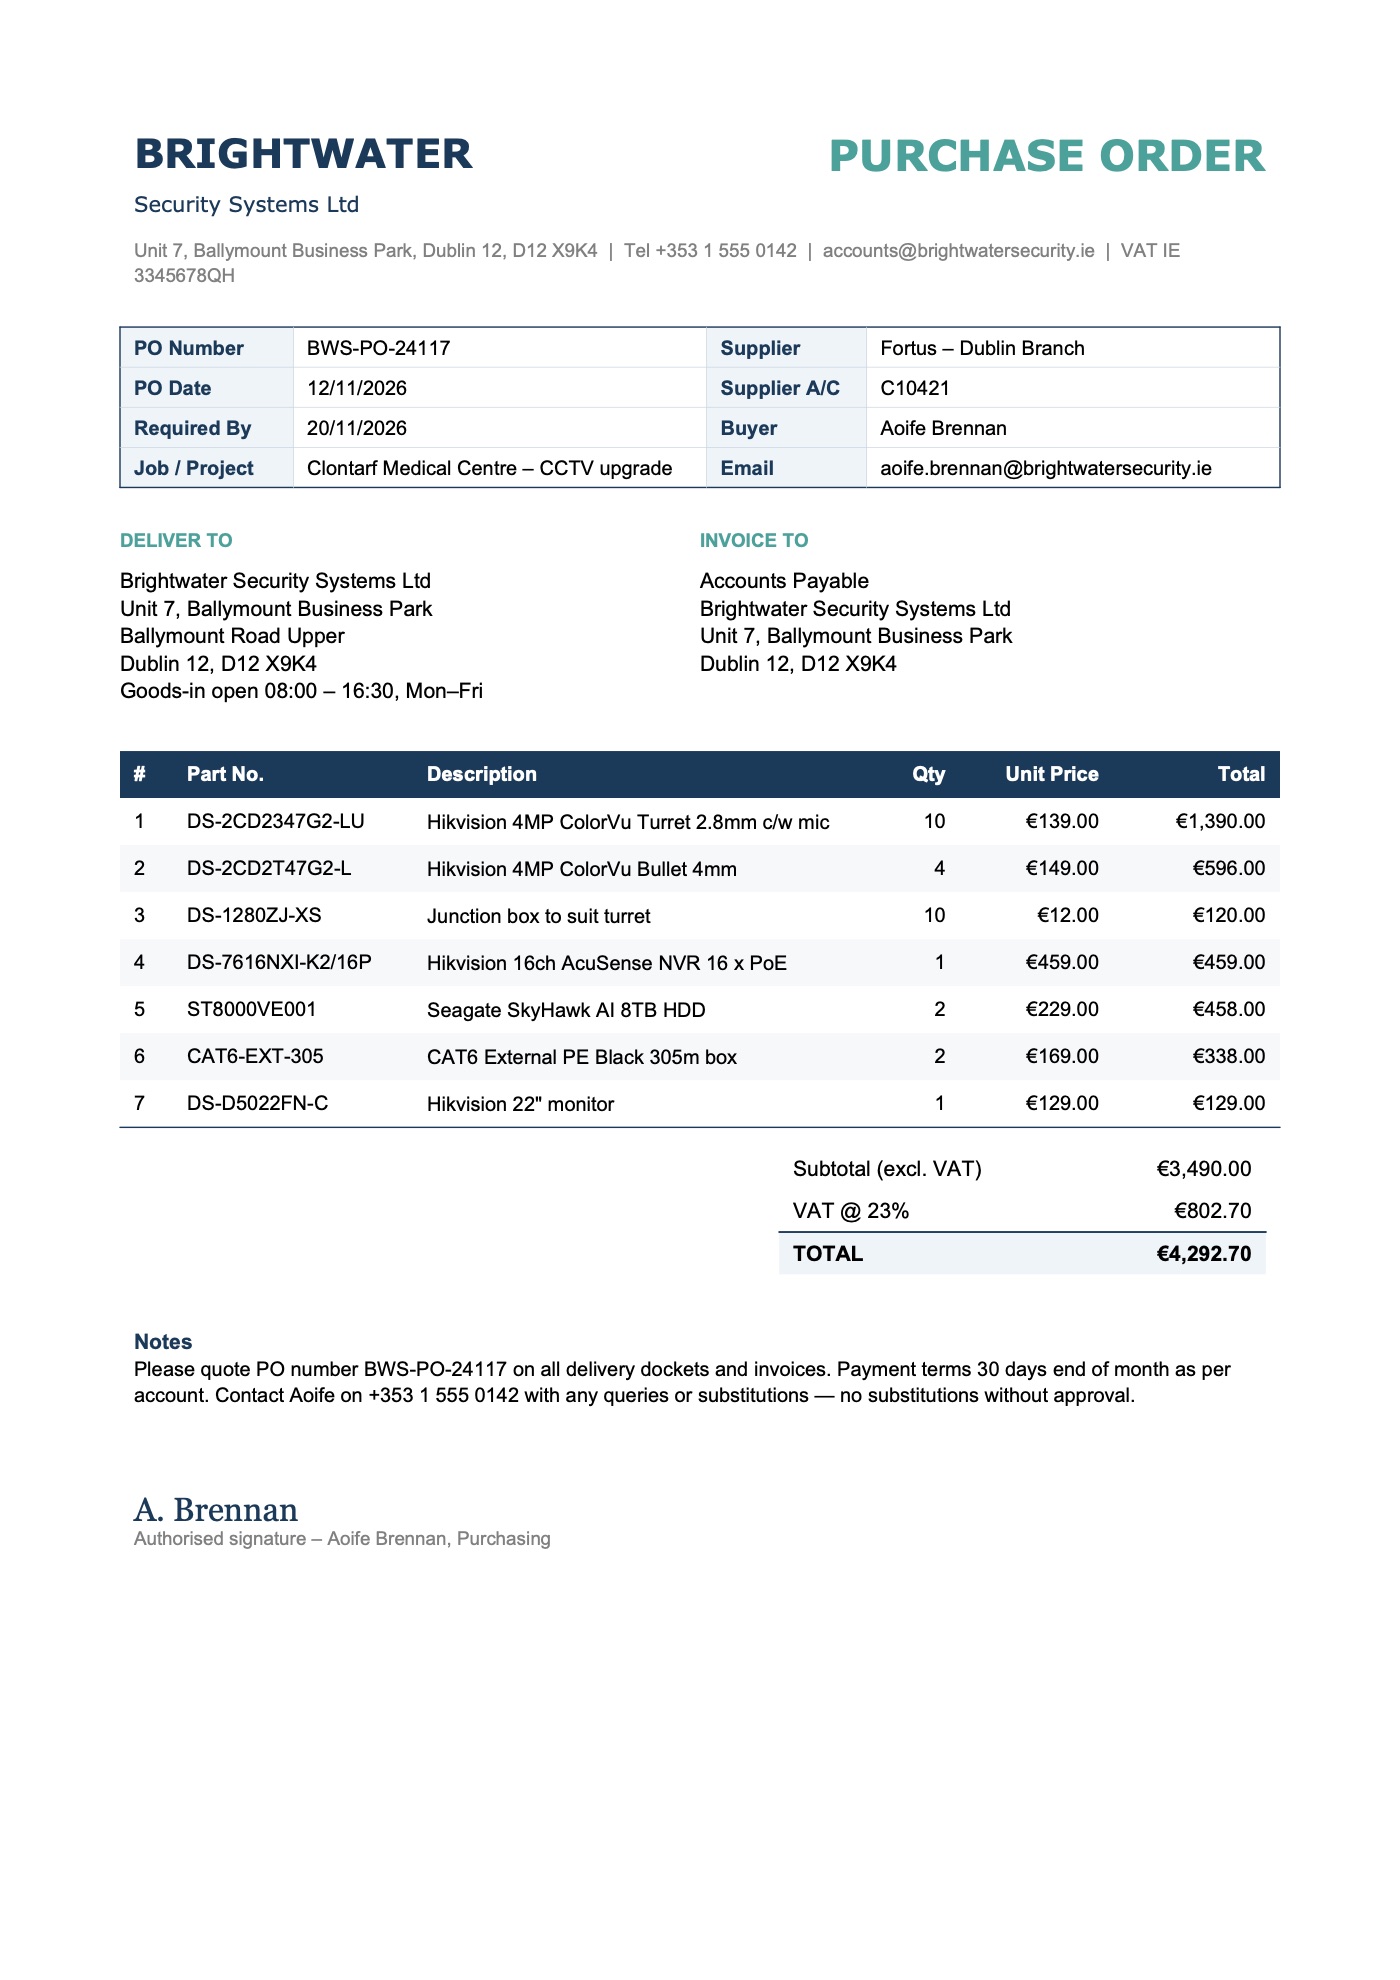 BRIGHTWATER
PURCHASE ORDER
Security Systems Ltd
Unit 7, Ballymount Business Park, Dublin 12, D12 X9K4 | Tel +353 1 555 0142 | accounts@brightwatersecurity.ie | VAT IE
3345678QH
PO Number BWS-PO-24117 Supplier Fortus – Dublin Branch
PO Date 12/11/2026 Supplier A/C C10421
Required By 20/11/2026 Buyer Aoife Brennan
Job / Project Clontarf Medical Centre – CCTV upgrade Email aoife.brennan@brightwatersecurity.ie
DELIVER TO
Brightwater Security Systems Ltd
Unit 7, Ballymount Business Park
Ballymount Road Upper
Dublin 12, D12 X9K4
Goods-in open 08:00 – 16:30, Mon–Fri
INVOICE TO
Accounts Payable
Brightwater Security Systems Ltd
Unit 7, Ballymount Business Park
Dublin 12, D12 X9K4
# Part No. Description Qty Unit Price Total
1 DS-2CD2347G2-LU Hikvision 4MP ColorVu Turret 2.8mm c/w mic 10 €139.00 €1,390.00
2 DS-2CD2T47G2-L Hikvision 4MP ColorVu Bullet 4mm 4 €149.00 €596.00
3 DS-1280ZJ-XS Junction box to suit turret 10 €12.00 €120.00
4 DS-7616NXI-K2/16P Hikvision 16ch AcuSense NVR 16 x PoE 1 €459.00 €459.00
5 ST8000VE001 Seagate SkyHawk AI 8TB HDD 2 €229.00 €458.00
6 CAT6-EXT-305 CAT6 External PE Black 305m box 2 €169.00 €338.00
7 DS-D5022FN-C Hikvision 22" monitor 1 €129.00 €129.00
Subtotal (excl. VAT) €3,490.00
VAT @ 23% €802.70
TOTAL €4,292.70
Notes
Please quote PO number BWS-PO-24117 on all delivery dockets and invoices. Payment terms 30 days end of month as per
account. Contact Aoife on +353 1 555 0142 with any queries or substitutions — no substitutions without approval.
A. Brennan
Authorised signature – Aoife Brennan, Purchasing